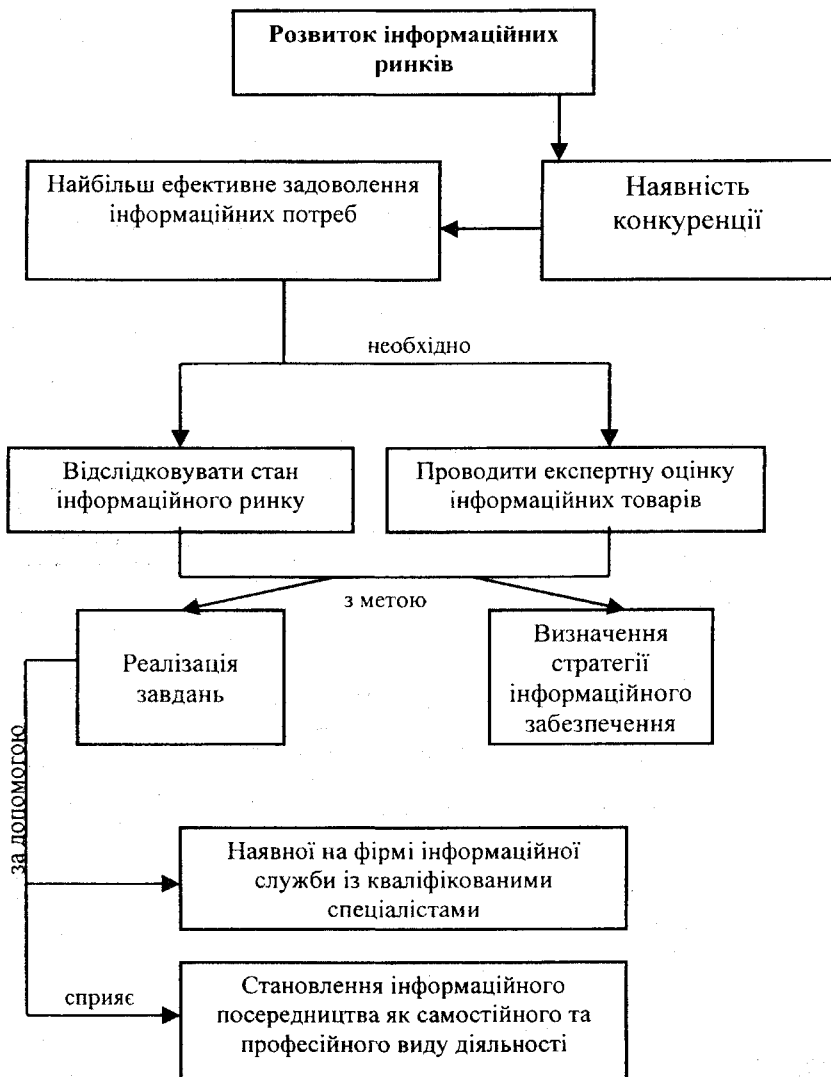 Розвиток інформаційних
ринків
Найбільш ефективне задоволення
інформаційних потреб
Наявність
конкуренції
необхідно
Відслідковувати стан
інформаційного ринку
Проводити експертну оцінку
інформаційних товарів
з метою
Реалізація
завдань
Визначення
стратегії
інформаційного
забезпечення
за допомогою
Наявної на фірмі інформаційної
служби із кваліфікованими
спеціалістами
сприяє
Становлення інформаційного
посередництва як самостійного та
професійного виду діяльності